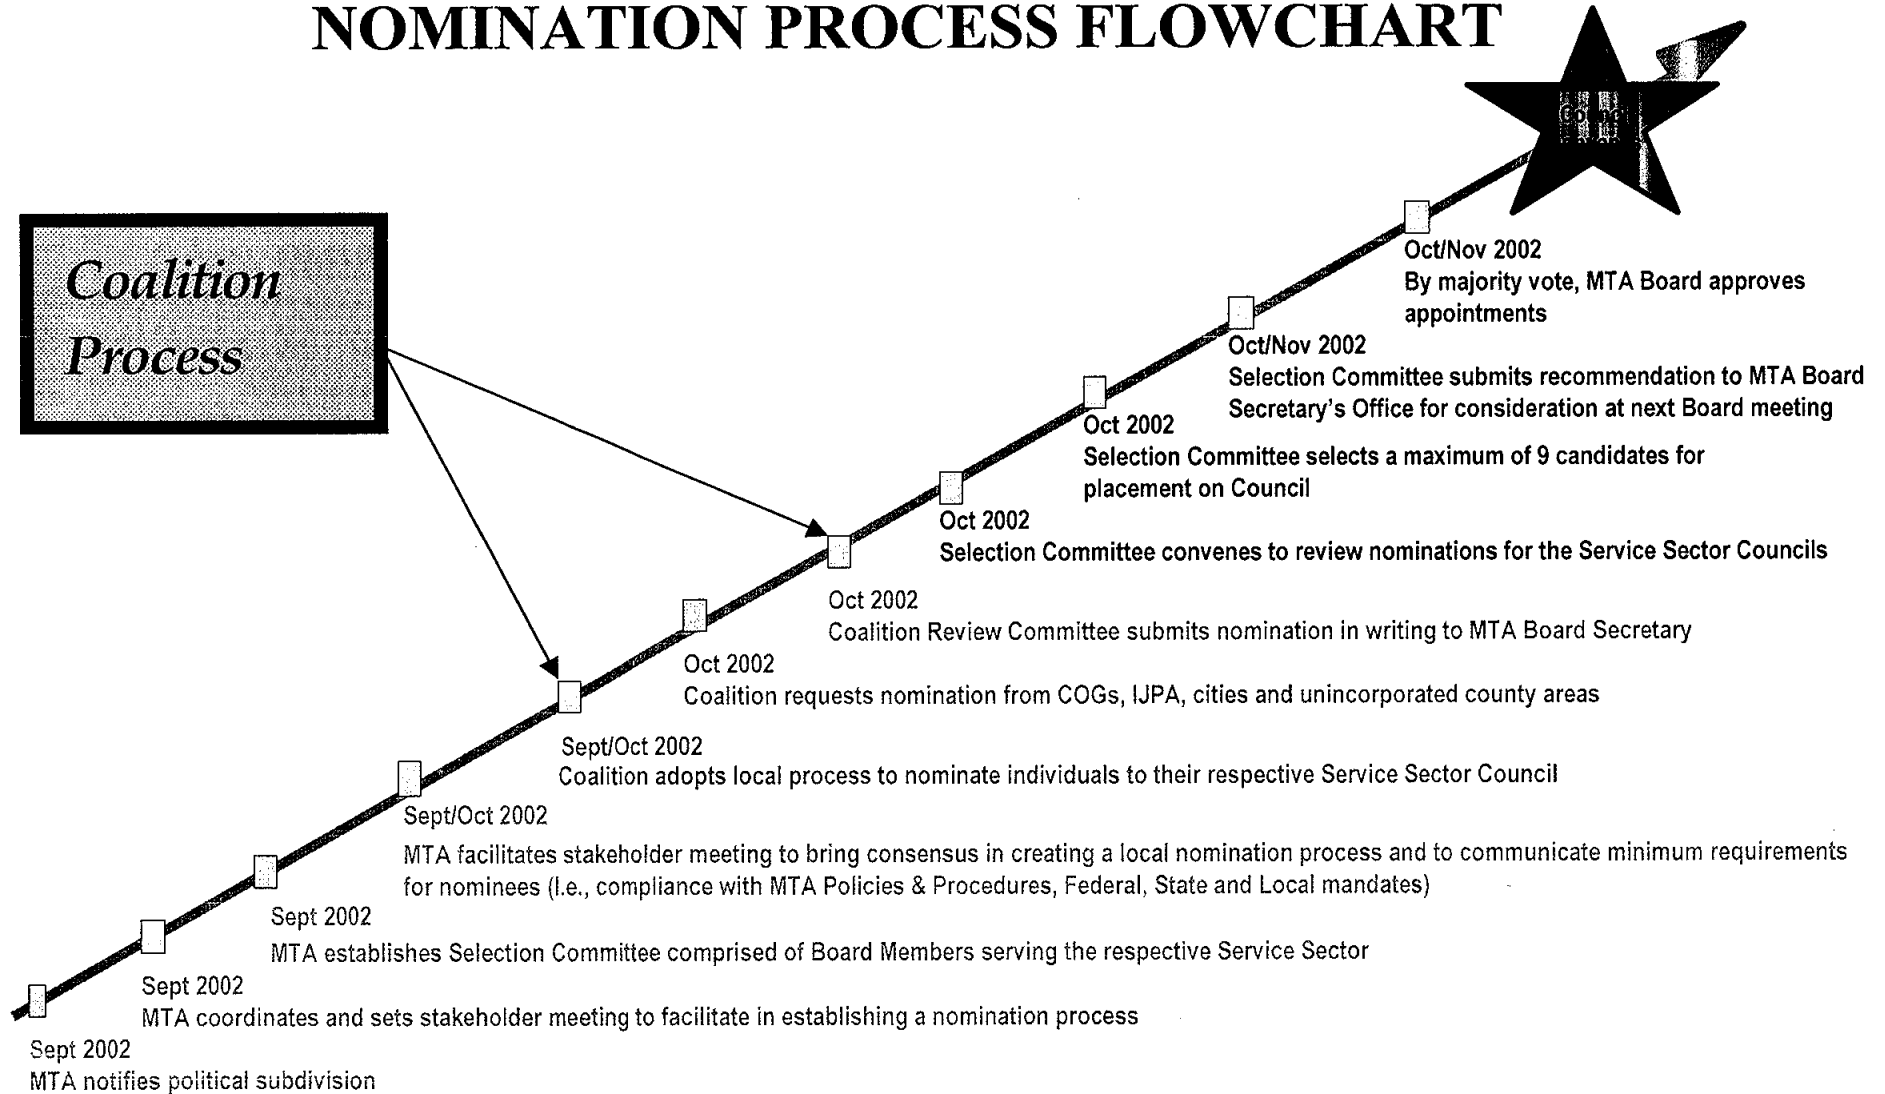 NOMINATION PROCESS FLOWCHART
Coalition
Process
Oct/Nov 2002
By majority vote, MTA Board approves
appointments
Oct/Nov 2002
Selection Committee submits recommendation to MTA Board
Secretary's Office for consideration at next Board meeting
Oct 2002
Selection Committee selects a maximum of 9 candidates for
placement on Council
Oct 2002
Selection Committee convenes to review nominations for the Service Sector Councils
Oct 2002
Coalition Review Committee submits nomination in writing to MTA Board Secretary
Oct 2002
Coalition requests nomination from COGs, IJPA, cities and unincorporated county areas
Sept/Oct 2002
Coalition adopts local process to nominate individuals to their respective Service Sector Council
Sept/Oct 2002
MTA facilitates stakeholder meeting to bring consensus in creating a local nomination process and to communicate minimum requirements
for nominees (I.e., compliance with MTA Policies & Procedures, Federal, State and Local mandates)
Sept 2002
MTA establishes Selection Committee comprised of Board Members serving the respective Service Sector
Sept 2002
MTA coordinates and sets stakeholder meeting to facilitate in establishing a nomination process
Sept 2002
MTA notifies political subdivision